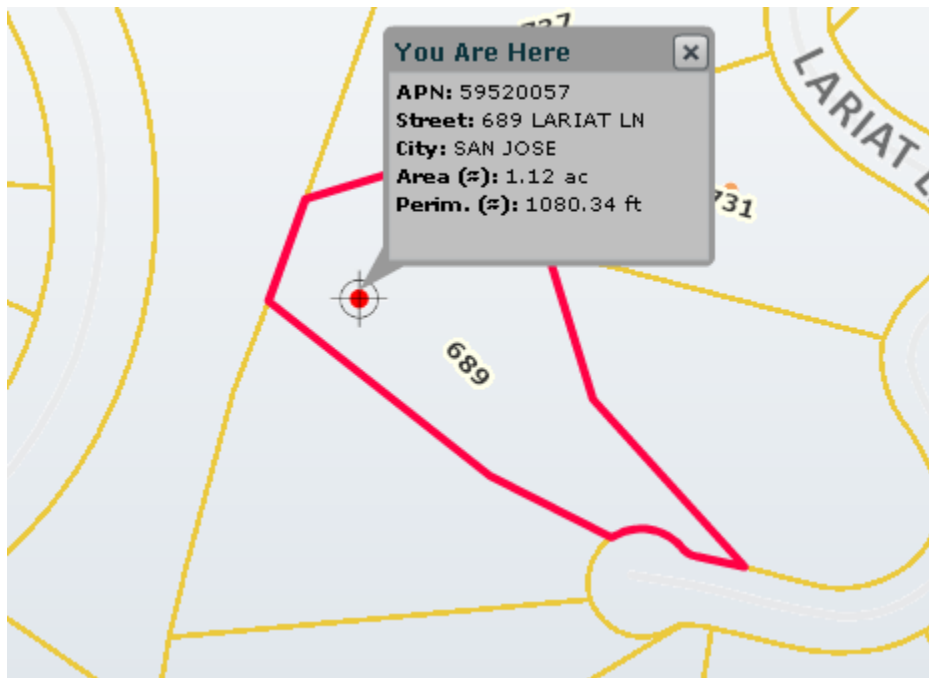 737
You Are Here
APN: 59520057
Street: 689 LARIAT LN
City: SAN JOSE
Area (≈): 1.12 ac
Perim. (≈): 1080.34 ft
LARIAT L
731
689